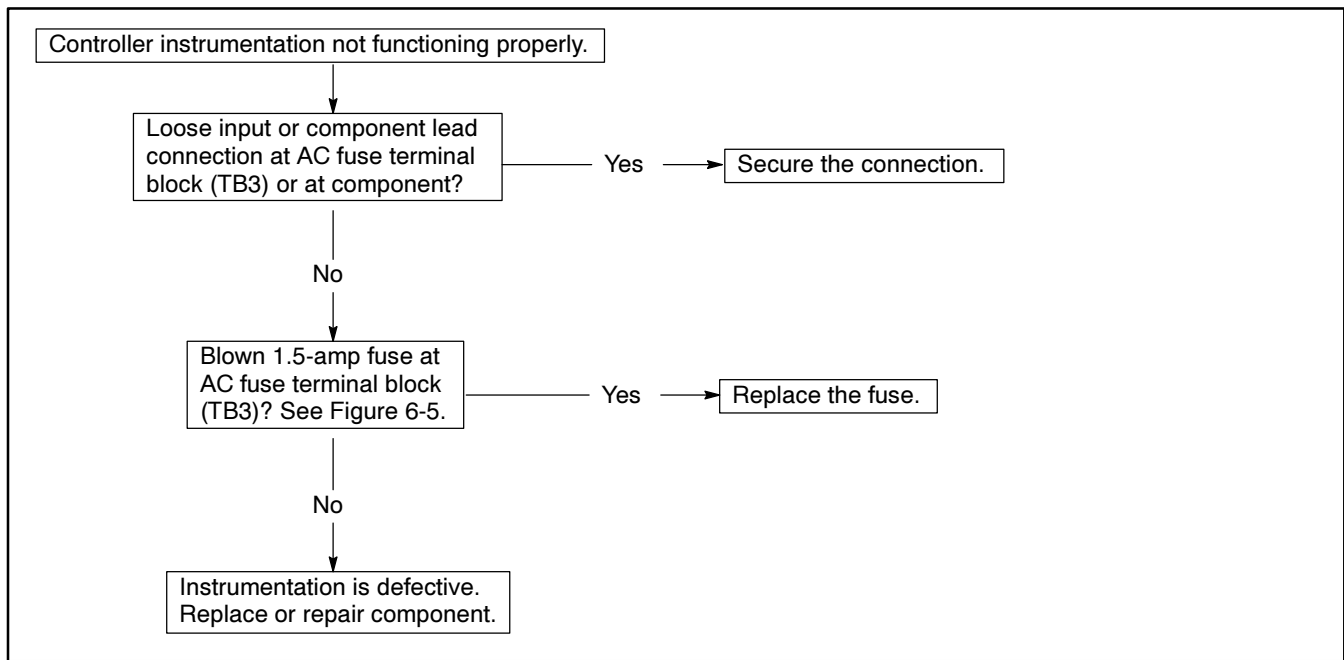 Controller instrumentation not functioning properly.
Loose input or component lead
connection at AC fuse terminal
block (TB3) or at component?
Yes
Secure the connection.
No
Blown 1.5-amp fuse at
AC fuse terminal block
(TB3)? See Figure 6-5.
Yes
Replace the fuse.
No
Instrumentation is defective.
Replace or repair component.